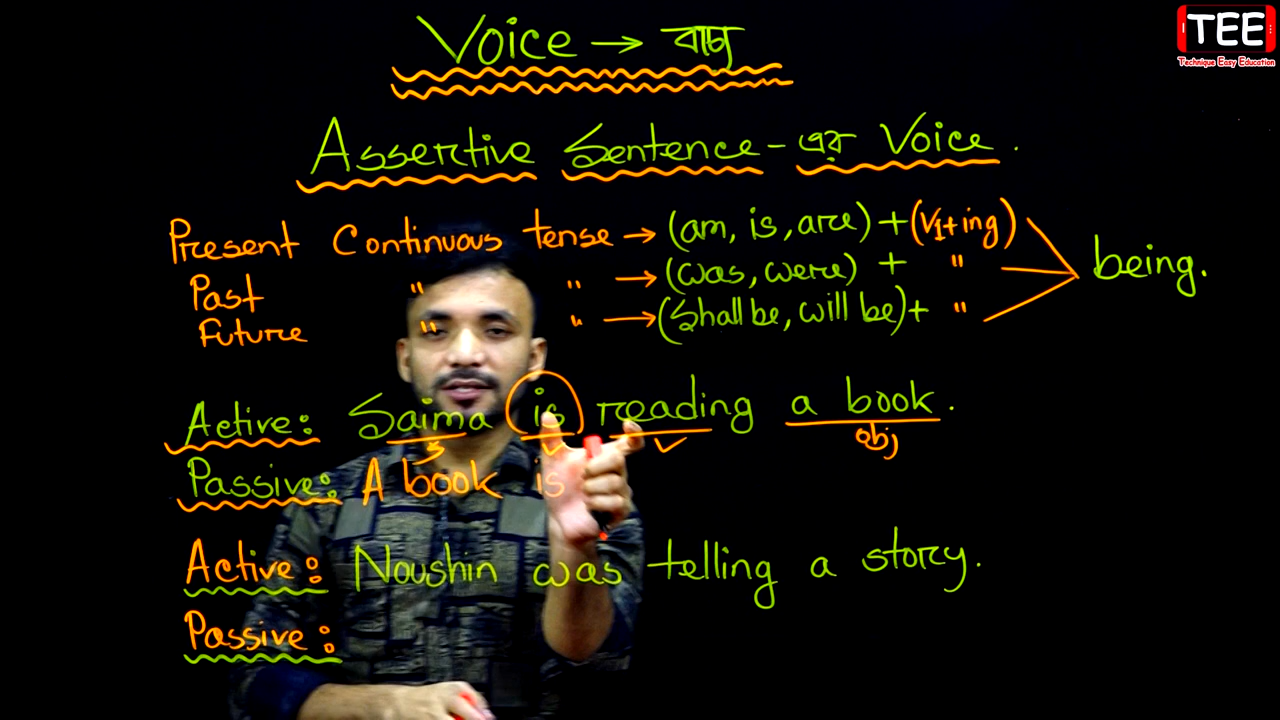 Voice → বাচ্য
TEE
Technique Easy Education
Assertive Sentence - এর Voice.
Present Continuous tense → (am, is, are) + (V1+ing)
Past " " → (was, were) + "
Future " " → (Shall be, will be) + "
being.
Active: Saima is reading a book.
s obj
Passive: A book is
Active: Noushin was telling a story.
Passive: